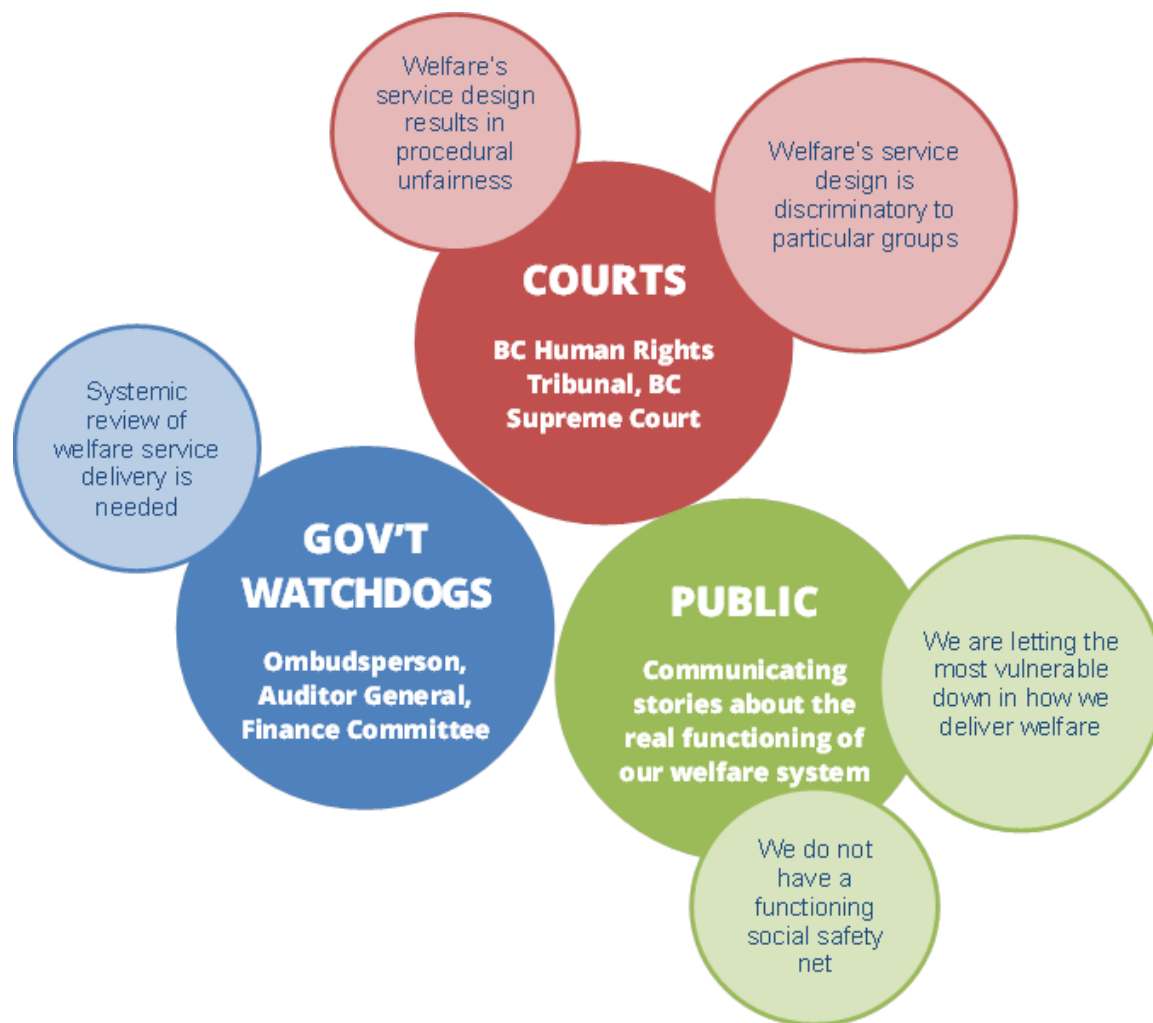 Welfare's
service design
results in
procedural
unfairness
Welfare's service
design is
discriminatory to
particular groups
COURTS
BC Human Rights
Tribunal, BC
Supreme Court
Systemic
review of
welfare service
delivery is
needed
GOV'T
WATCHDOGS
Ombudsperson,
Auditor General,
Finance Committee
PUBLIC
Communicating
stories about the
real functioning of
our welfare system
We are letting the
most vulnerable
down in how we
deliver welfare
We do not
have a
functioning
social safety
net